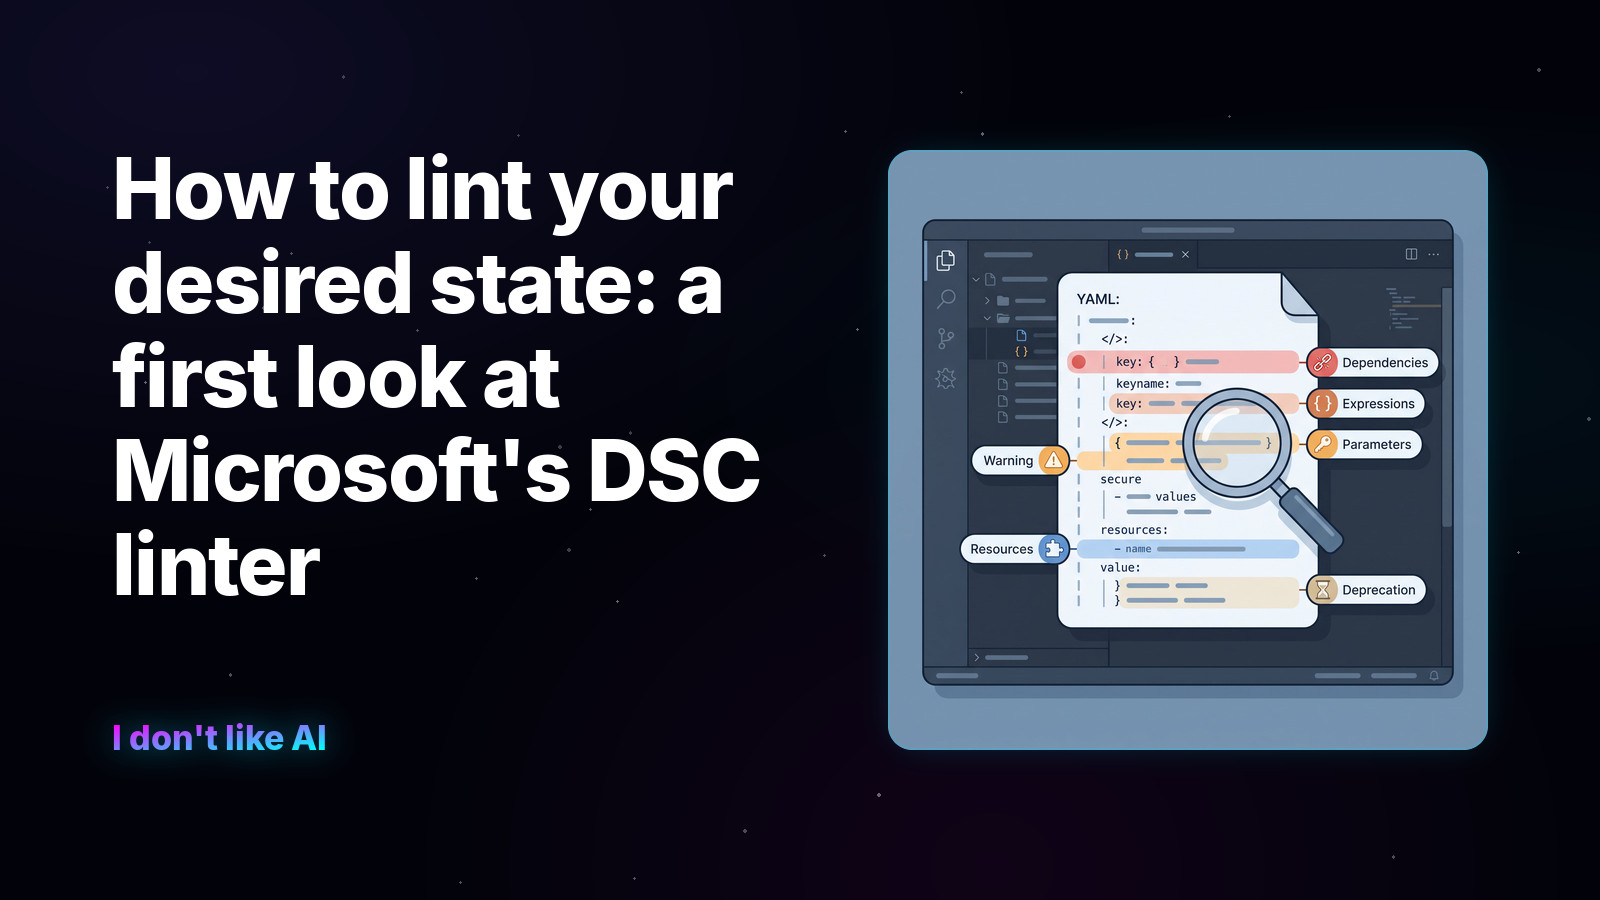 How to lint your
desired state: a
first look at
Microsoft's DSC
linter
I don't like AI
{ }
YAML:
:
</>:
key: { }
keyname:
key:
</>:
{ }
secure
- values
resources:
- name
value:
}
}
Warning
Resources
Dependencies
{ } Expressions
Parameters
Deprecation